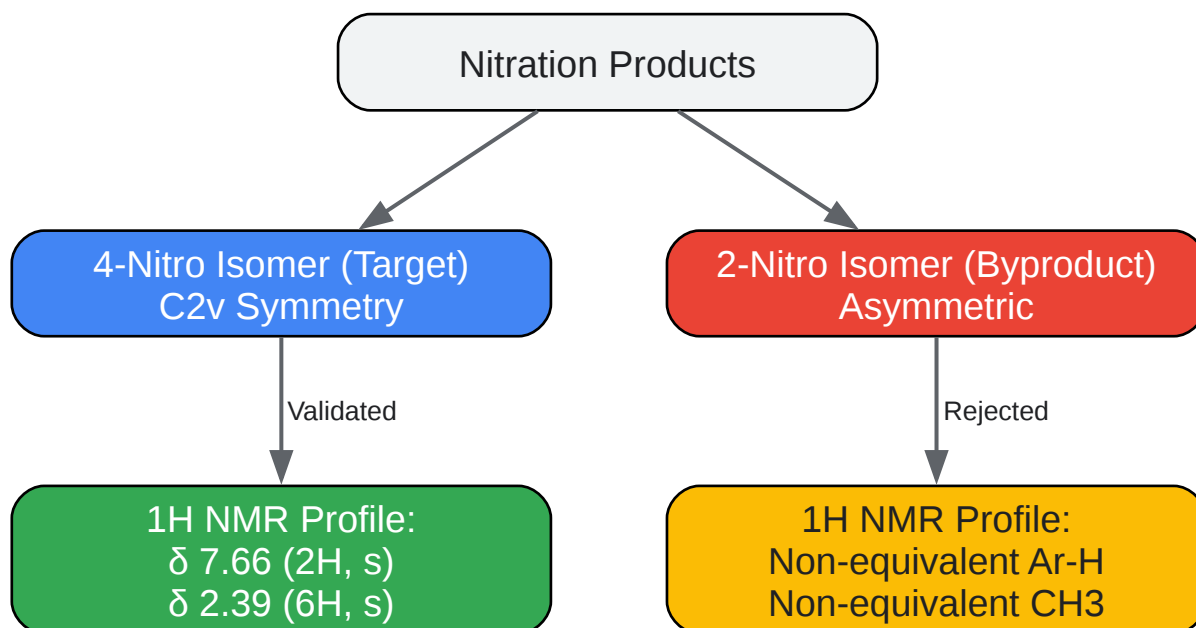 Nitration Products
4-Nitro Isomer (Target)
C2v Symmetry
2-Nitro Isomer (Byproduct)
Asymmetric
Validated
Rejected
1H NMR Profile:
δ 7.66 (2H, s)
δ 2.39 (6H, s)
1H NMR Profile:
Non-equivalent Ar-H
Non-equivalent CH3